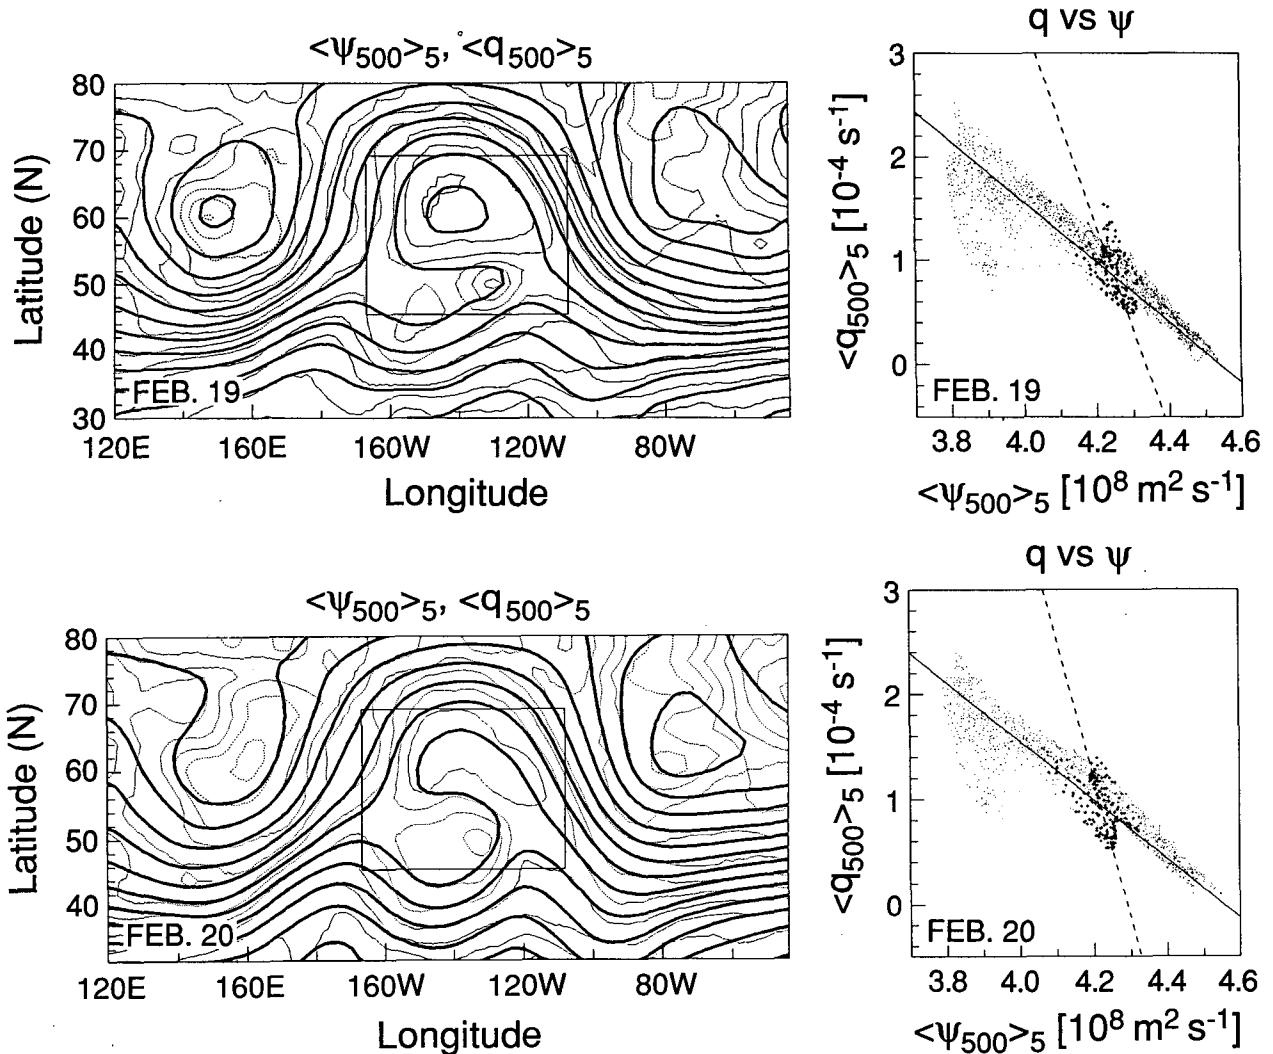 <ψ500>5, <q500>5
80
70
60
50
40
30
Latitude (N)
FEB. 19
120E 160E 160W 120W 80W
Longitude
q vs ψ
3
2
1
0
<q500>5 [10-4 s-1]
FEB. 19
3.8 4.0 4.2 4.4 4.6
<ψ500>5 [108 m2 s-1]
<ψ500>5, <q500>5
80
70
60
50
40
Latitude (N)
FEB. 20
120E 160E 160W 120W 80W
Longitude
q vs ψ
3
2
1
0
<q500>5 [10-4 s-1]
FEB. 20
3.8 4.0 4.2 4.4 4.6
<ψ500>5 [108 m2 s-1]